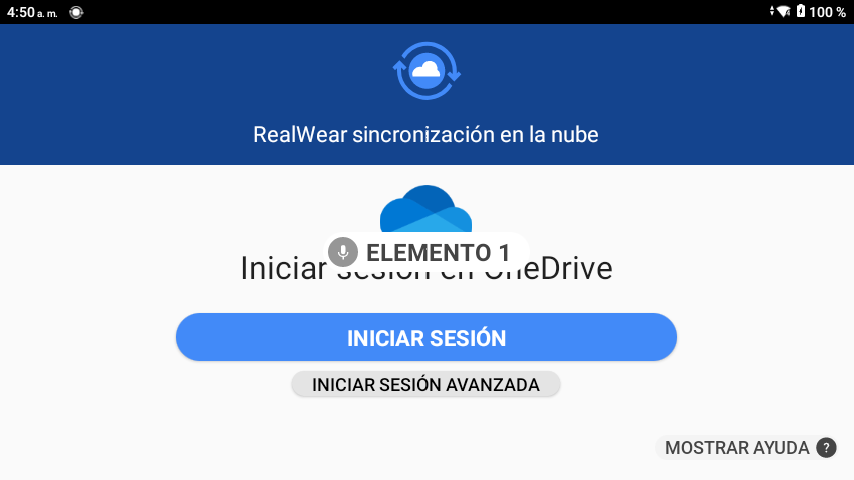 4:50 a. m.
100 %
RealWear sincronización en la nube
ELEMENTO 1
Iniciar sesión en OneDrive
INICIAR SESIÓN
INICIAR SESIÓN AVANZADA
MOSTRAR AYUDA ?